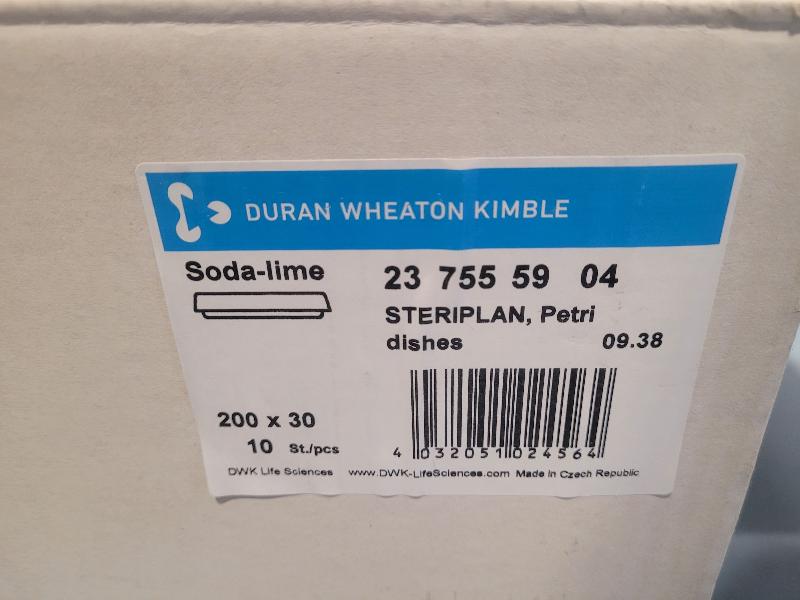 DURAN WHEATON KIMBLE
Soda-lime
23 755 59 04
STERIPLAN, Petri
dishes 09.38
200 x 30
10 St./pcs
4 032051 024564
DWK Life Sciences www.DWK-LifeSciences.com Made in Czech Republic